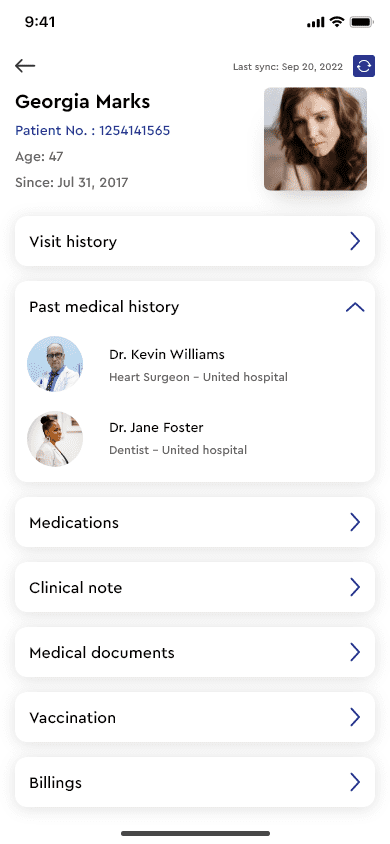 9:41
Last sync: Sep 20, 2022
Georgia Marks
Patient No. : 1254141565
Age: 47
Since: Jul 31, 2017
Visit history
Past medical history
Dr. Kevin Williams
Heart Surgeon – United hospital
Dr. Jane Foster
Dentist – United hospital
Medications
Clinical note
Medical documents
Vaccination
Billings